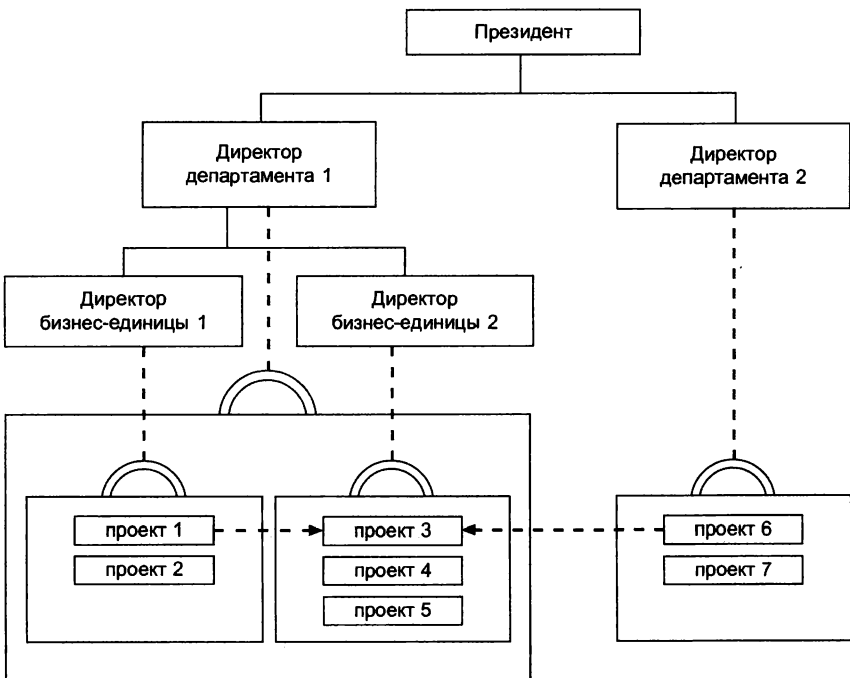 Президент
Директор
департамента 1
Директор
департамента 2
Директор
бизнес-единицы 1
Директор
бизнес-единицы 2
проект 1
проект 2
проект 3
проект 4
проект 5
проект 6
проект 7